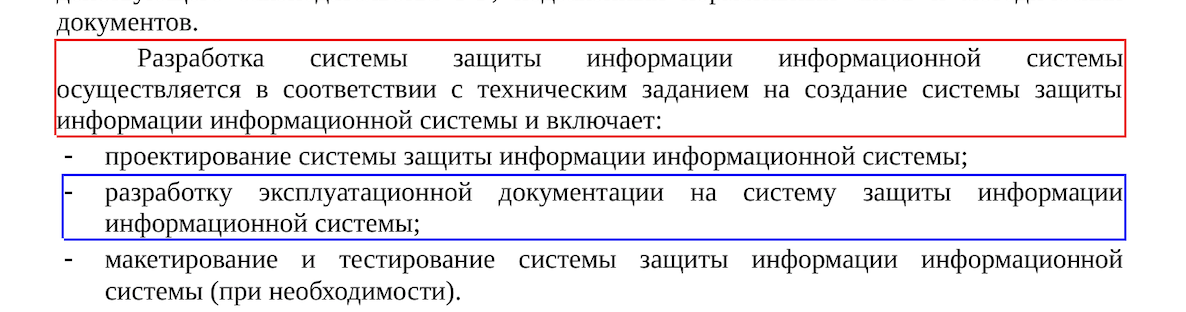 документов.
Разработка системы защиты информации информационной системы
осуществляется в соответствии с техническим заданием на создание системы защиты
информации информационной системы и включает:
- проектирование системы защиты информации информационной системы;
- разработку эксплуатационной документации на систему защиты информации
информационной системы;
- макетирование и тестирование системы защиты информации информационной
системы (при необходимости).